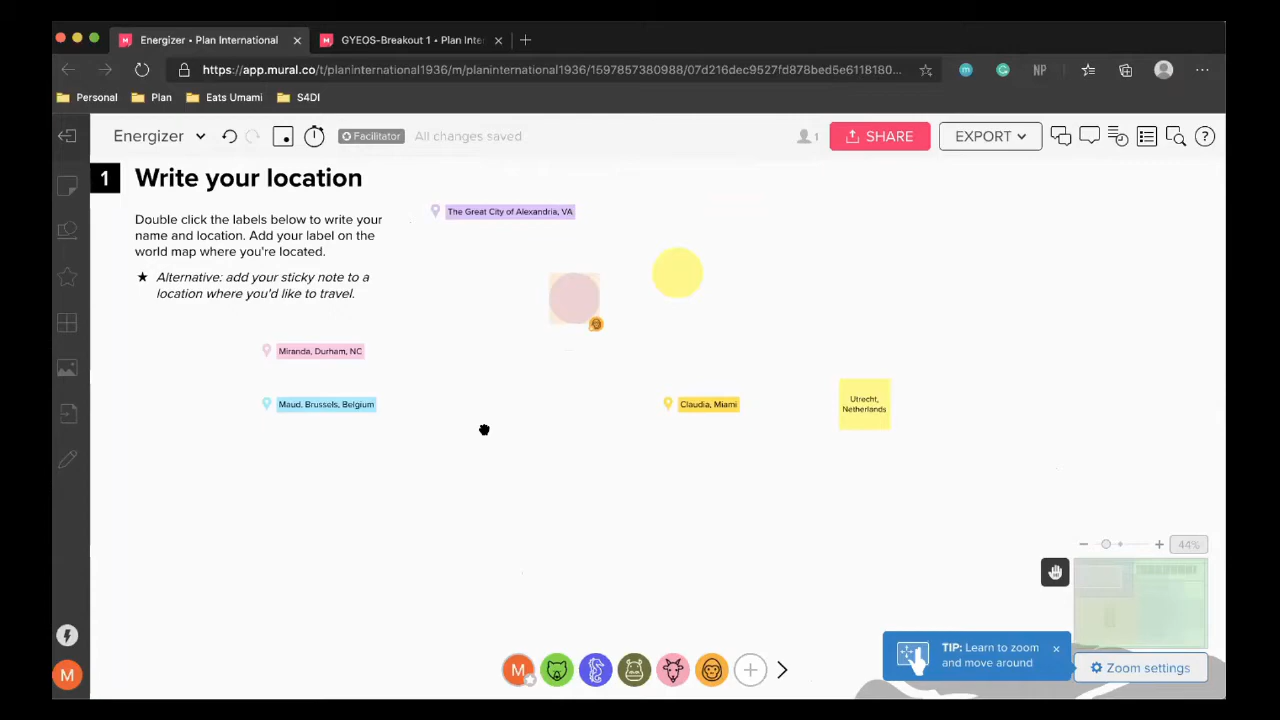 Energizer • Plan International
GYEOS-Breakout 1 • Plan Inte
https://app.mural.co/t/planinternational1936/m/planinternational1936/1597857380988/07d216dec9527fd878bed5e6118180...
NP
Personal
Plan
Eats Umami
S4DI
Energizer
Facilitator
All changes saved
1
SHARE
EXPORT
?
1 Write your location
Double click the labels below to write your
name and location. Add your label on the
world map where you're located.
★ Alternative: add your sticky note to a
location where you'd like to travel.
The Great City of Alexandria, VA
Miranda, Durham, NC
Maud. Brussels, Belgium
Claudia, Miami
Utrecht,
Netherlands
44%
TIP: Learn to zoom
and move around
Zoom settings
M
M